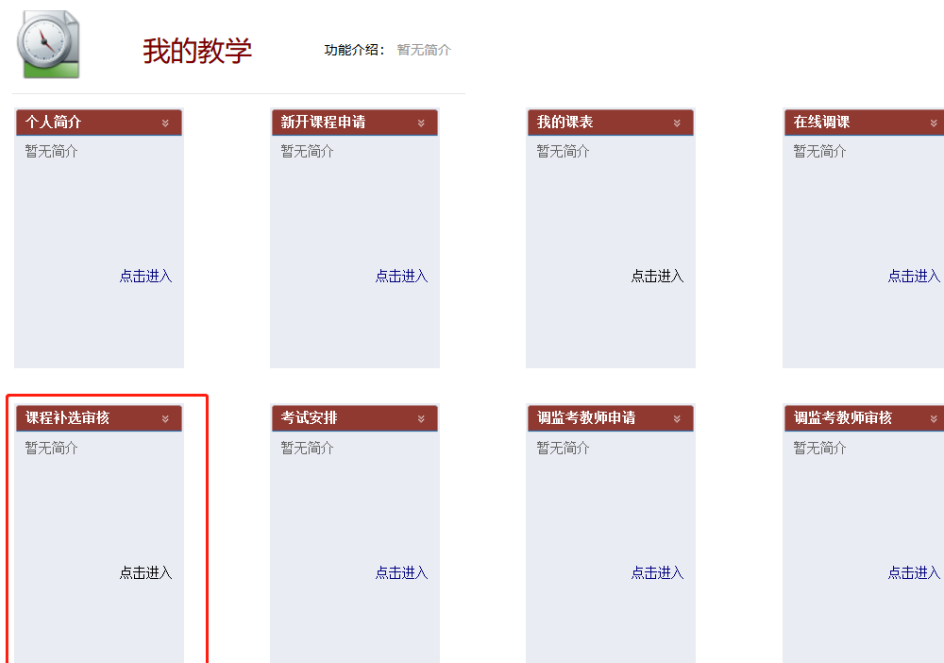 我的教学 功能介绍： 暂无简介
个人简介 新开课程申请 我的课表 在线调课
暂无简介 暂无简介 暂无简介 暂无简介
点击进入 点击进入 点击进入 点击进入
课程补选审核 考试安排 调监考教师申请 调监考教师审核
暂无简介 暂无简介 暂无简介 暂无简介
点击进入 点击进入 点击进入 点击进入